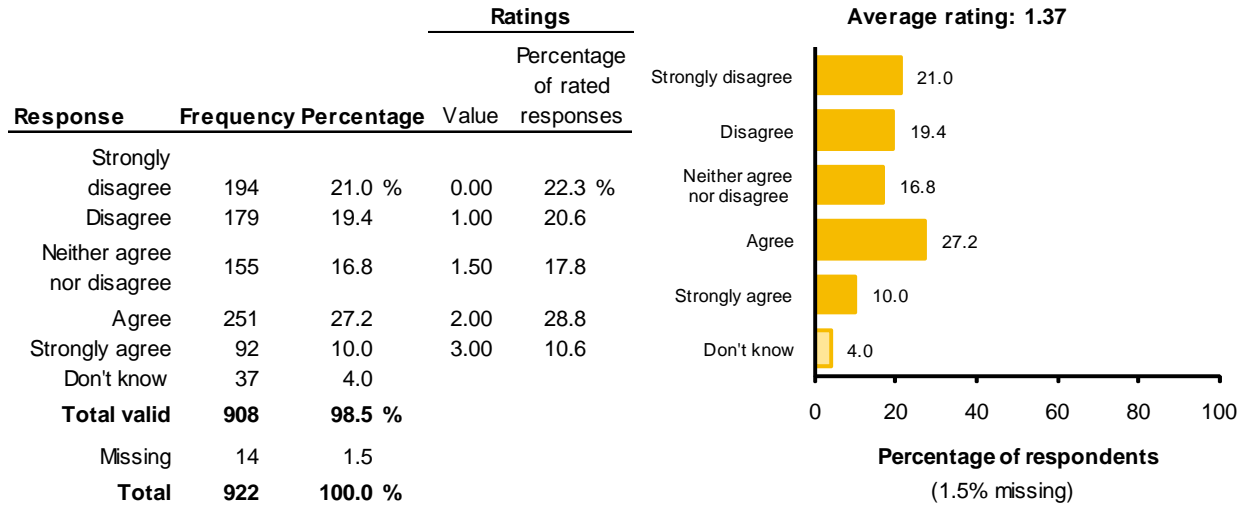 Ratings
Response Frequency Percentage Value Percentage of rated responses
Strongly disagree 194 21.0 % 0.00 22.3 %
Disagree 179 19.4 1.00 20.6
Neither agree nor disagree 155 16.8 1.50 17.8
Agree 251 27.2 2.00 28.8
Strongly agree 92 10.0 3.00 10.6
Don't know 37 4.0
Total valid 908 98.5 %
Missing 14 1.5
Total 922 100.0 %
Average rating: 1.37
Strongly disagree 21.0
Disagree 19.4
Neither agree
nor disagree 16.8
Agree 27.2
Strongly agree 10.0
Don't know 4.0
0 20 40 60 80 100
Percentage of respondents
(1.5% missing)